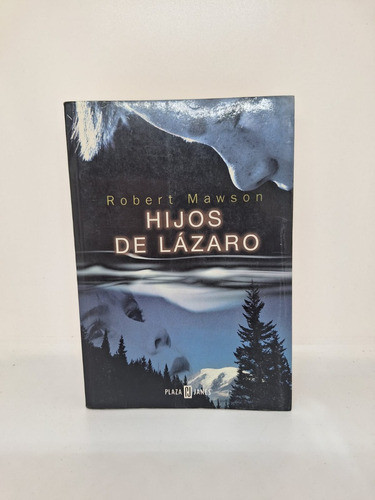 Robert Mawson
HIJOS
DE LÁZARO
PLAZA JANÉS